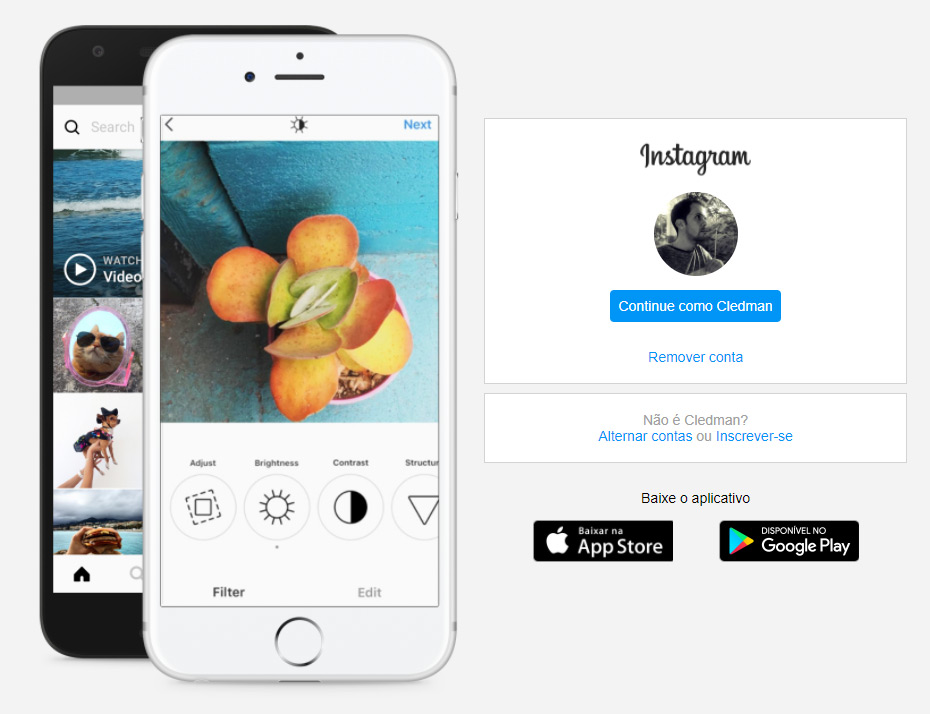 Search
WATCH
Video
Next
Adjust
Brightness
Contrast
Structur
Filter
Edit
Instagram
Continue como Cledman
Remover conta
Não é Cledman?
Alternar contas ou Inscrever-se
Baixe o aplicativo
Baixar na
App Store
DISPONÍVEL NO
Google Play